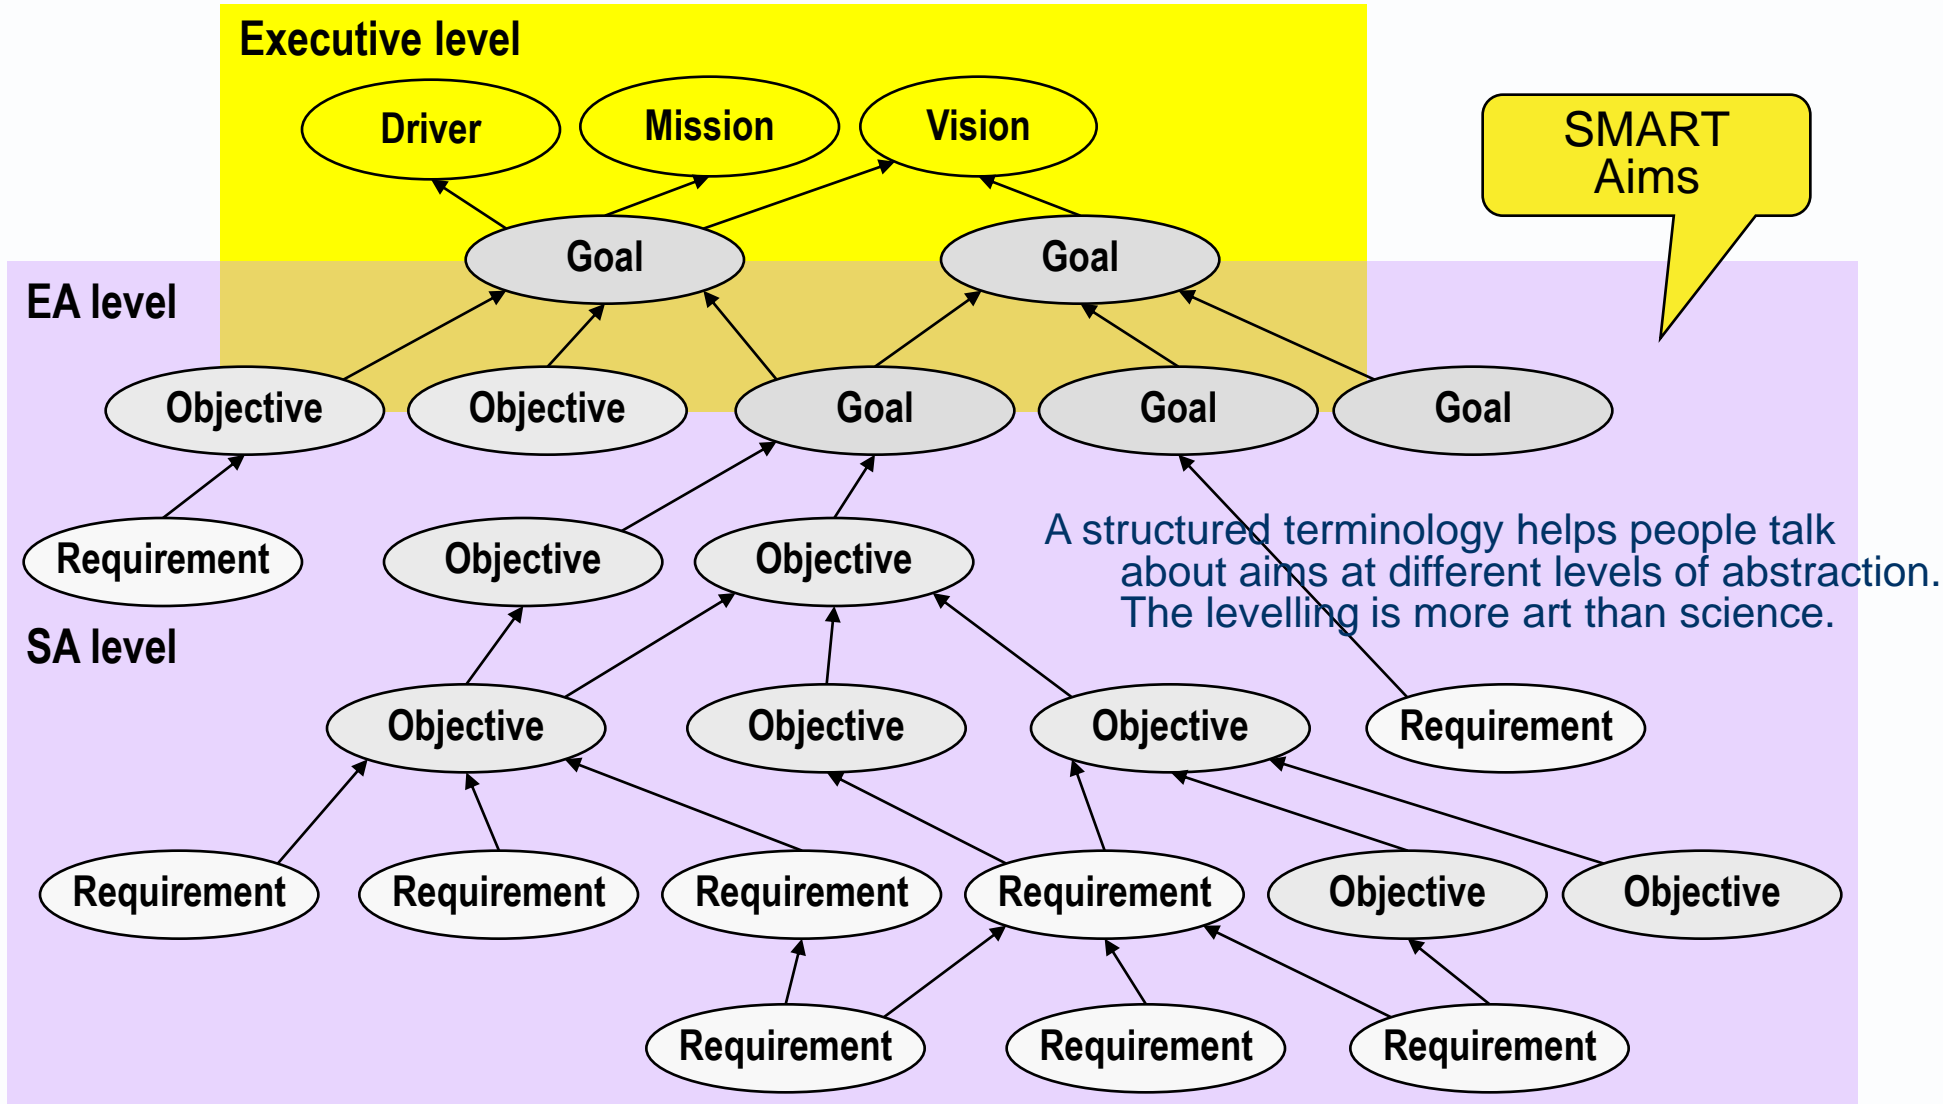 Executive level
Driver
Mission
Vision
SMART
Aims
Goal
Goal
EA level
Objective
Objective
Goal
Goal
Goal
A structured terminology helps people talk
about aims at different levels of abstraction.
The levelling is more art than science.
Requirement
Objective
Objective
SA level
Objective
Objective
Objective
Requirement
Requirement
Requirement
Requirement
Requirement
Objective
Objective
Requirement
Requirement
Requirement